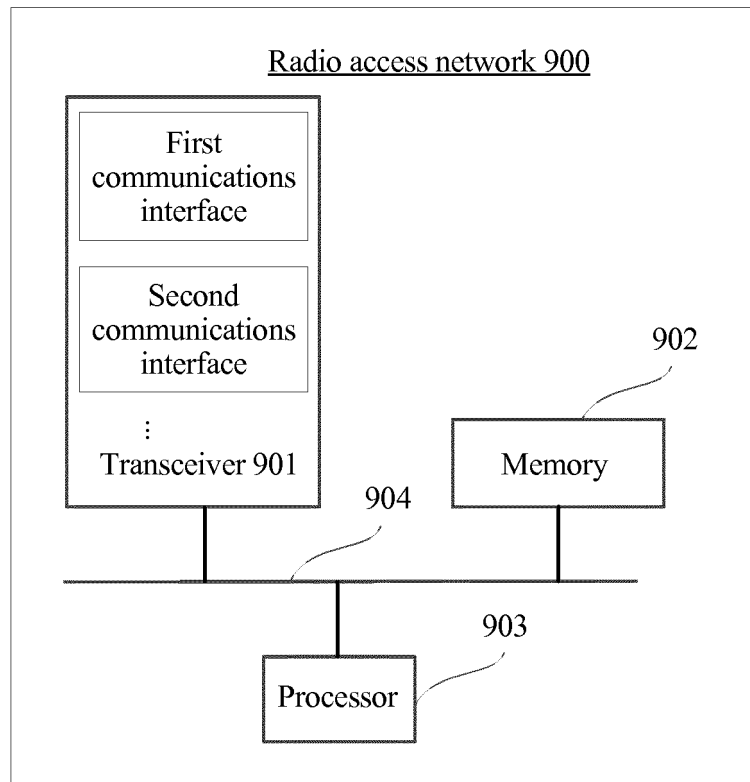 Radio access network 900
First
communications
interface
Second
communications
interface
⋮
Transceiver 901
902
Memory
904
903
Processor